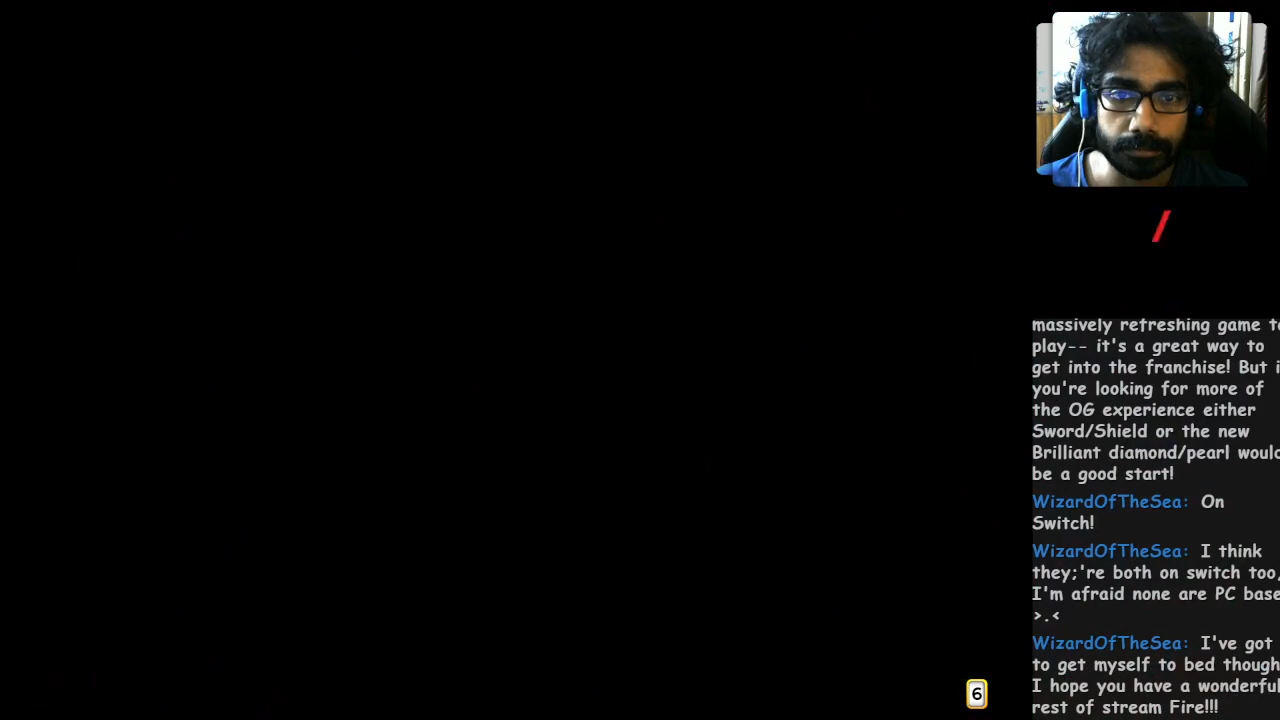 massively refreshing game to
play-- it's a great way to
get into the franchise! But i
you're looking for more of
the OG experience either
Sword/Shield or the new
Brilliant diamond/pearl would
be a good start!
WizardOfTheSea: On
Switch!
WizardOfTheSea: I think
they;'re both on switch too,
I'm afraid none are PC base
>.<
WizardOfTheSea: I've got
to get myself to bed though
I hope you have a wonderful
rest of stream Fire!!!
6
/